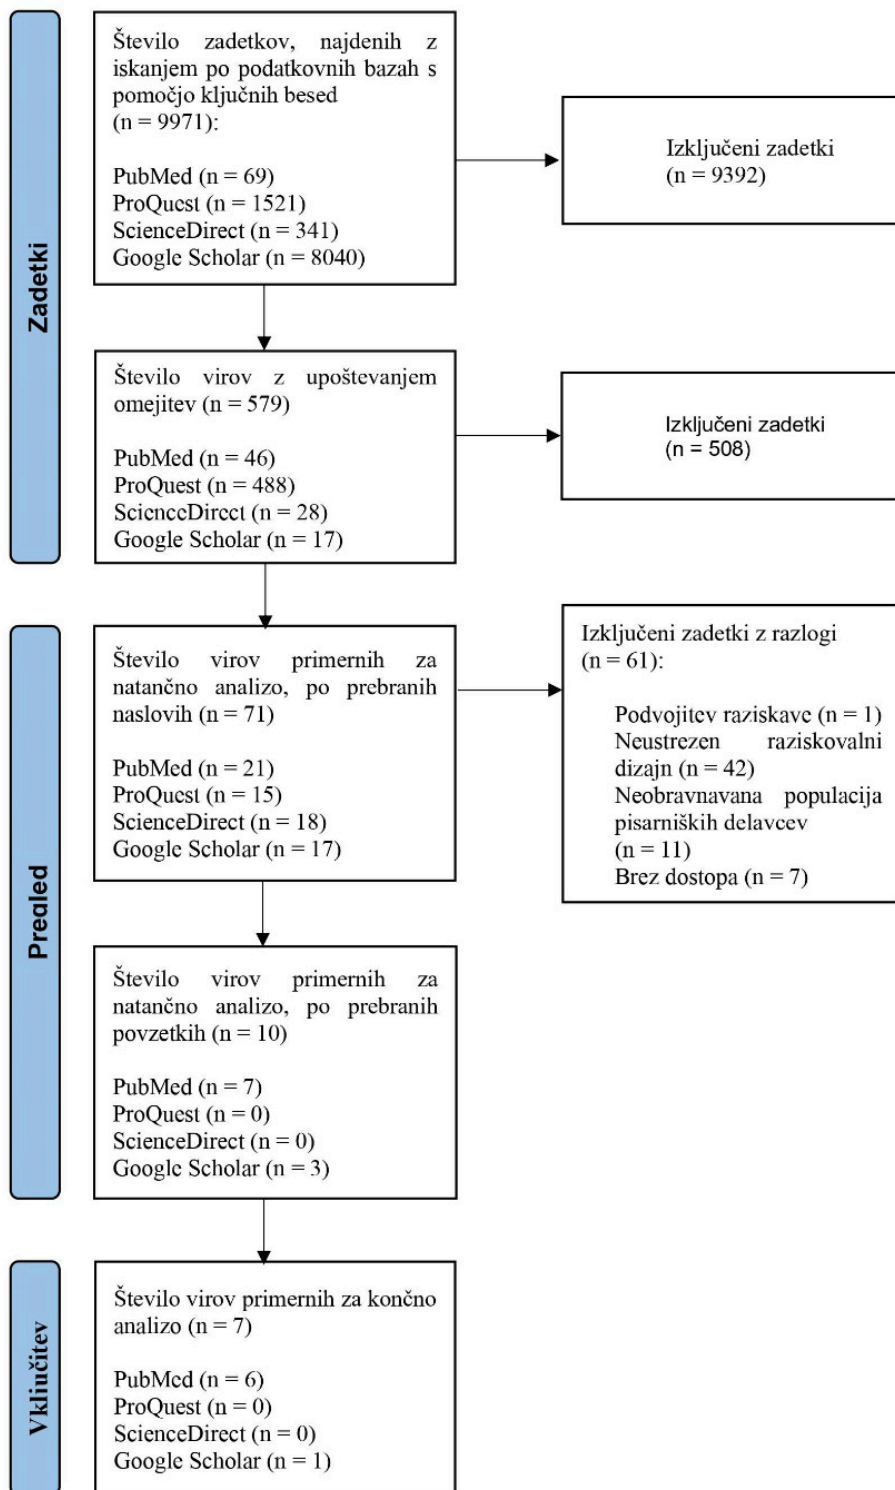 Zadetki
Število zadetkov, najdenih z
iskanjem po podatkovnih bazah s
pomočjo ključnih besed
(n = 9971):
PubMed (n = 69)
ProQuest (n = 1521)
ScienceDirect (n = 341)
Google Scholar (n = 8040)
Izključeni zadetki
(n = 9392)
Število virov z upoštevanjem
omejitev (n = 579)
PubMed (n = 46)
ProQuest (n = 488)
ScienceDirect (n = 28)
Google Scholar (n = 17)
Izključeni zadetki
(n = 508)
Pregled
Število virov primernih za
natančno analizo, po prebranih
naslovih (n = 71)
PubMed (n = 21)
ProQuest (n = 15)
ScienceDirect (n = 18)
Google Scholar (n = 17)
Izključeni zadetki z razlogi
(n = 61):
Podvojitev raziskave (n = 1)
Neustrezen raziskovalni
dizajn (n = 42)
Neobravnavana populacija
pisarniških delavcev
(n = 11)
Brez dostopa (n = 7)
Število virov primernih za
natančno analizo, po prebranih
povzetkih (n = 10)
PubMed (n = 7)
ProQuest (n = 0)
ScienceDirect (n = 0)
Google Scholar (n = 3)
Vključitev
Število virov primernih za končno
analizo (n = 7)
PubMed (n = 6)
ProQuest (n = 0)
ScienceDirect (n = 0)
Google Scholar (n = 1)